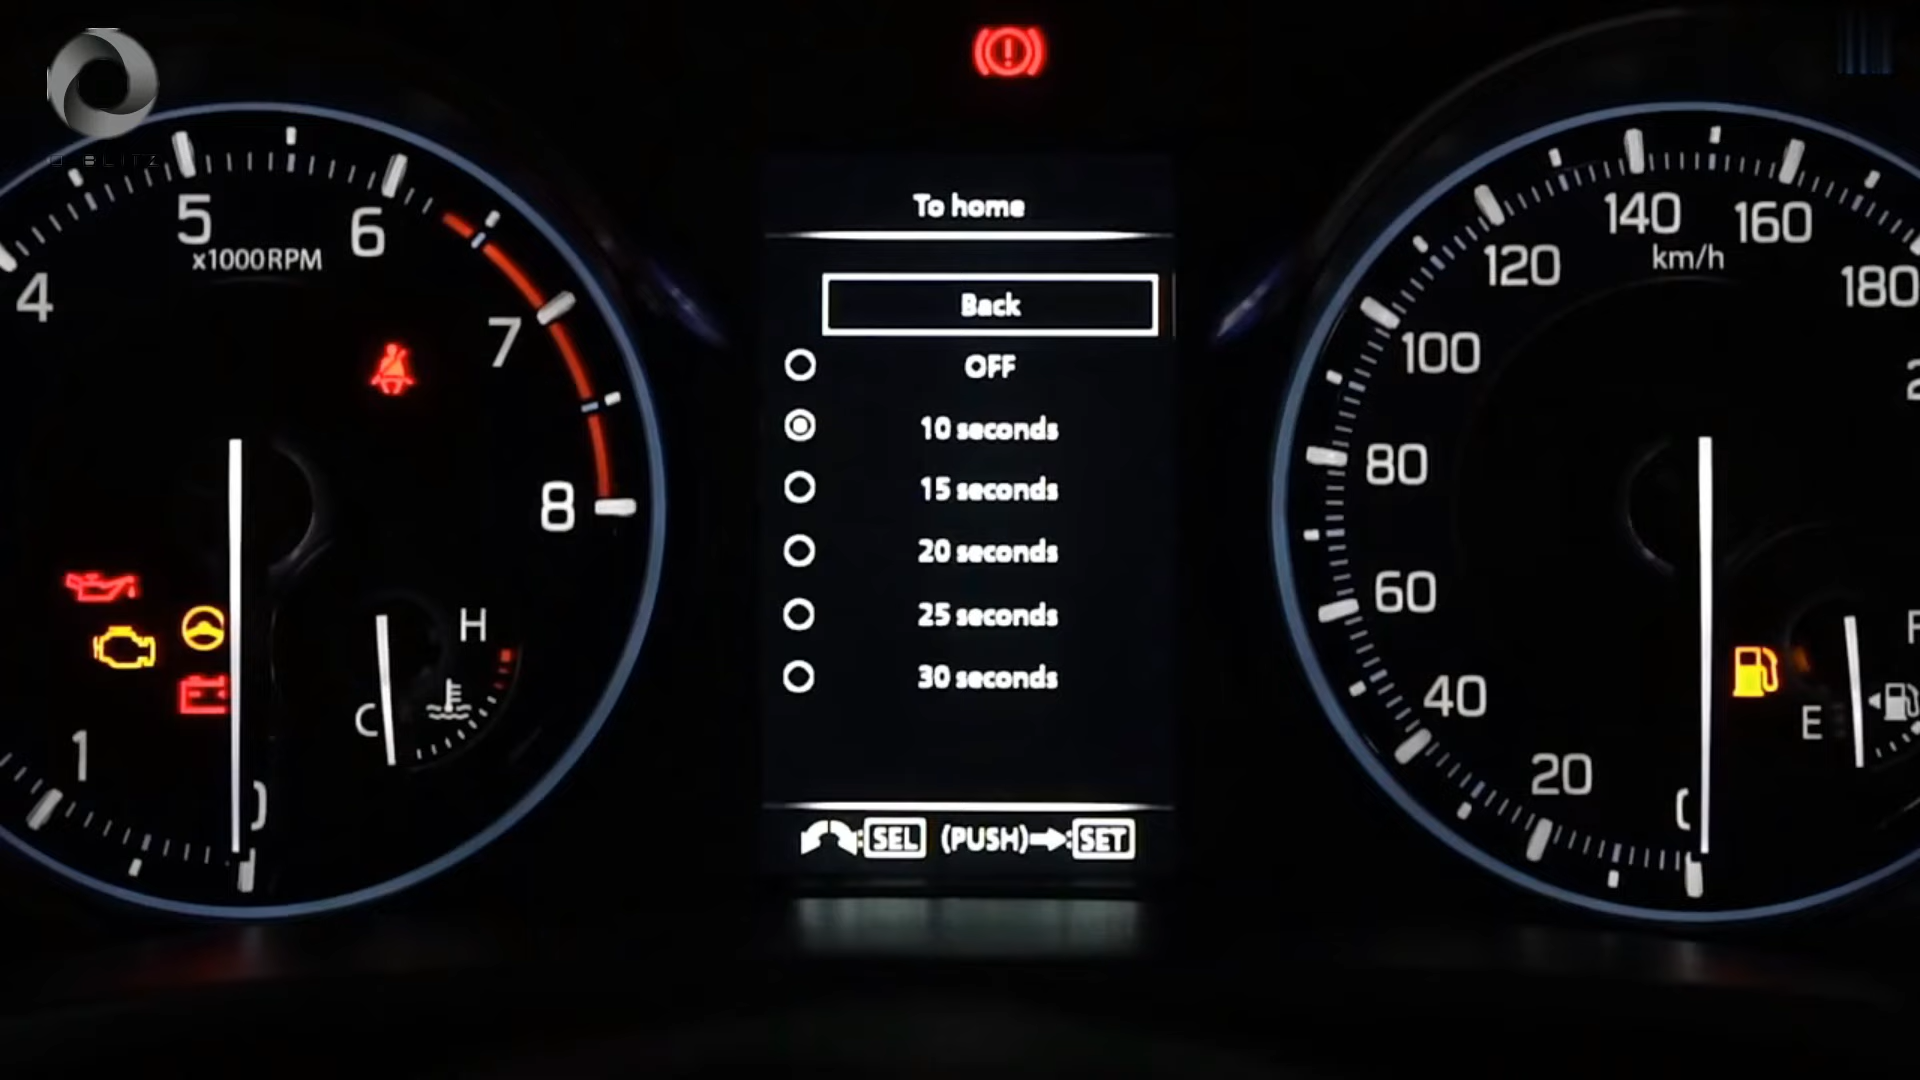 To home
Back
OFF
10 seconds
15 seconds
20 seconds
25 seconds
30 seconds
:SEL (PUSH)➡:SET
4
5
6
7
8
x1000RPM
1
H
C
0
20
40
60
80
100
120
140
160
180
km/h
E